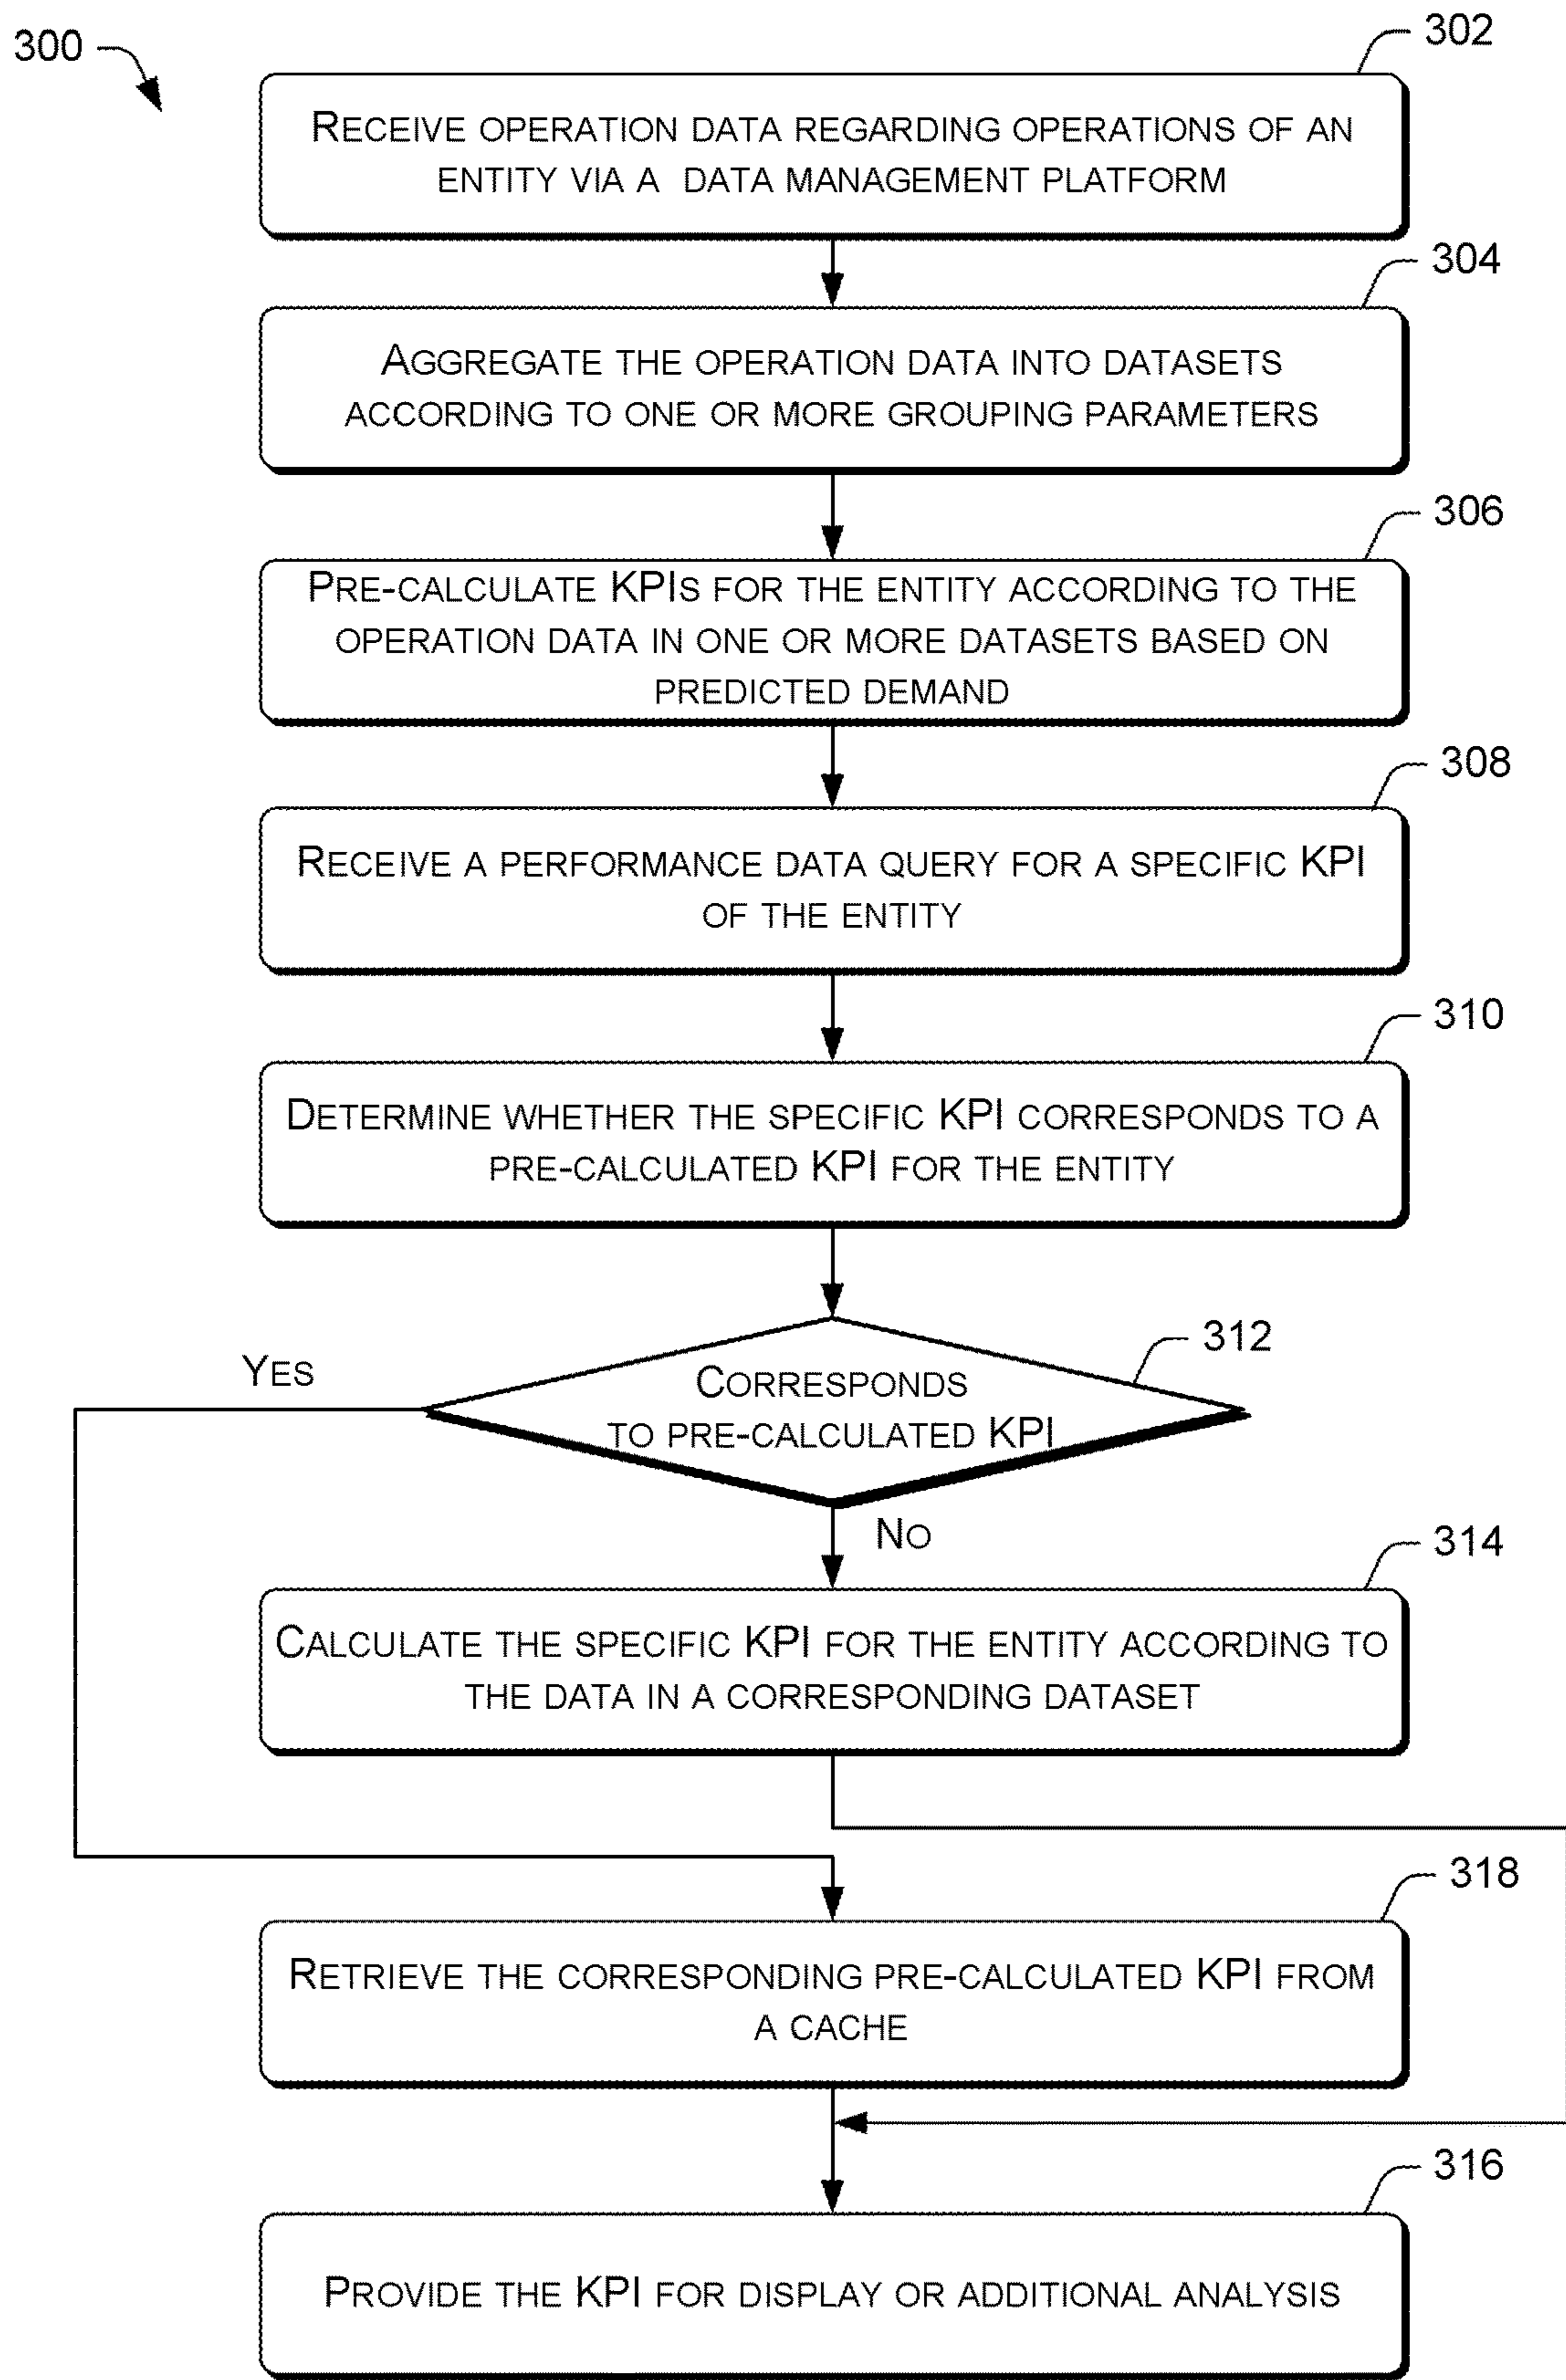 300
302
RECEIVE OPERATION DATA REGARDING OPERATIONS OF AN
ENTITY VIA A DATA MANAGEMENT PLATFORM
304
AGGREGATE THE OPERATION DATA INTO DATASETS
ACCORDING TO ONE OR MORE GROUPING PARAMETERS
306
PRE-CALCULATE KPIS FOR THE ENTITY ACCORDING TO THE
OPERATION DATA IN ONE OR MORE DATASETS BASED ON
PREDICTED DEMAND
308
RECEIVE A PERFORMANCE DATA QUERY FOR A SPECIFIC KPI
OF THE ENTITY
310
DETERMINE WHETHER THE SPECIFIC KPI CORRESPONDS TO A
PRE-CALCULATED KPI FOR THE ENTITY
312
YES
CORRESPONDS
TO PRE-CALCULATED KPI
NO
314
CALCULATE THE SPECIFIC KPI FOR THE ENTITY ACCORDING TO
THE DATA IN A CORRESPONDING DATASET
318
RETRIEVE THE CORRESPONDING PRE-CALCULATED KPI FROM
A CACHE
316
PROVIDE THE KPI FOR DISPLAY OR ADDITIONAL ANALYSIS